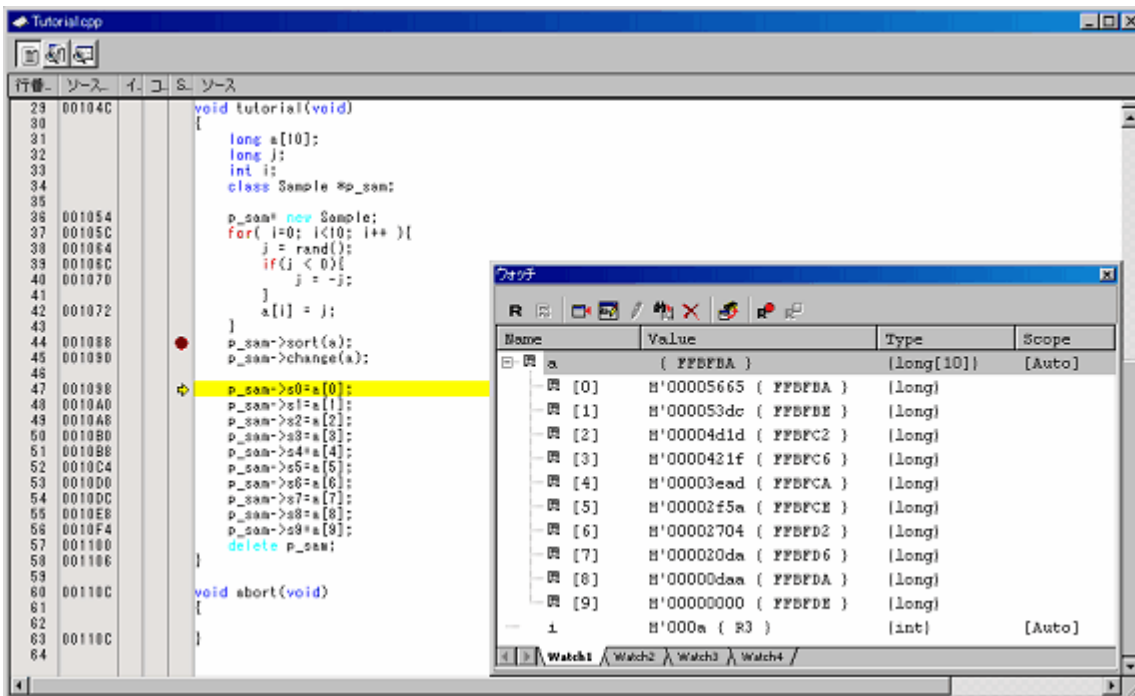 Tutorial.cpp
行番... ソース... イ.. コ.. S.. ソース
29 00104C void tutorial(void)
30 {
31 long a[10];
32 long j;
33 int i;
34 class Sample *p_sam;
35
36 001054 p_sam= new Sample;
37 00105C for( i=0; i<10; i++ ){
38 001064 j = rand();
39 00106C if(j < 0){
40 001070 j = -j;
41 }
42 001072 a[i] = j;
43 }
44 001088 p_sam->sort(a);
45 001090 p_sam->change(a);
46
47 001098 p_sam->s0=a[0];
48 0010A0 p_sam->s1=a[1];
49 0010A8 p_sam->s2=a[2];
50 0010B0 p_sam->s3=a[3];
51 0010B8 p_sam->s4=a[4];
52 0010C4 p_sam->s5=a[5];
53 0010D0 p_sam->s6=a[6];
54 0010DC p_sam->s7=a[7];
55 0010E8 p_sam->s8=a[8];
56 0010F4 p_sam->s9=a[9];
57 001100 delete p_sam;
58 001106 }
59
60 00110C void abort(void)
61 {
62
63 00110C }
64
ウォッチ
R
Name Value Type Scope
a { FFBFBA } {long[10]} [Auto]
[0] H'00005665 { FFBFBA } {long}
[1] H'000053dc { FFBFBE } {long}
[2] H'00004d1d { FFBFC2 } {long}
[3] H'0000421f { FFBFC6 } {long}
[4] H'00003ead { FFBFCA } {long}
[5] H'00002f5a { FFBFCE } {long}
[6] H'00002704 { FFBFD2 } {long}
[7] H'000020da { FFBFD6 } {long}
[8] H'00000daa { FFBFDA } {long}
[9] H'00000000 { FFBFDE } {long}
i H'000a { R3 } {int} [Auto]
Watch1 Watch2 Watch3 Watch4